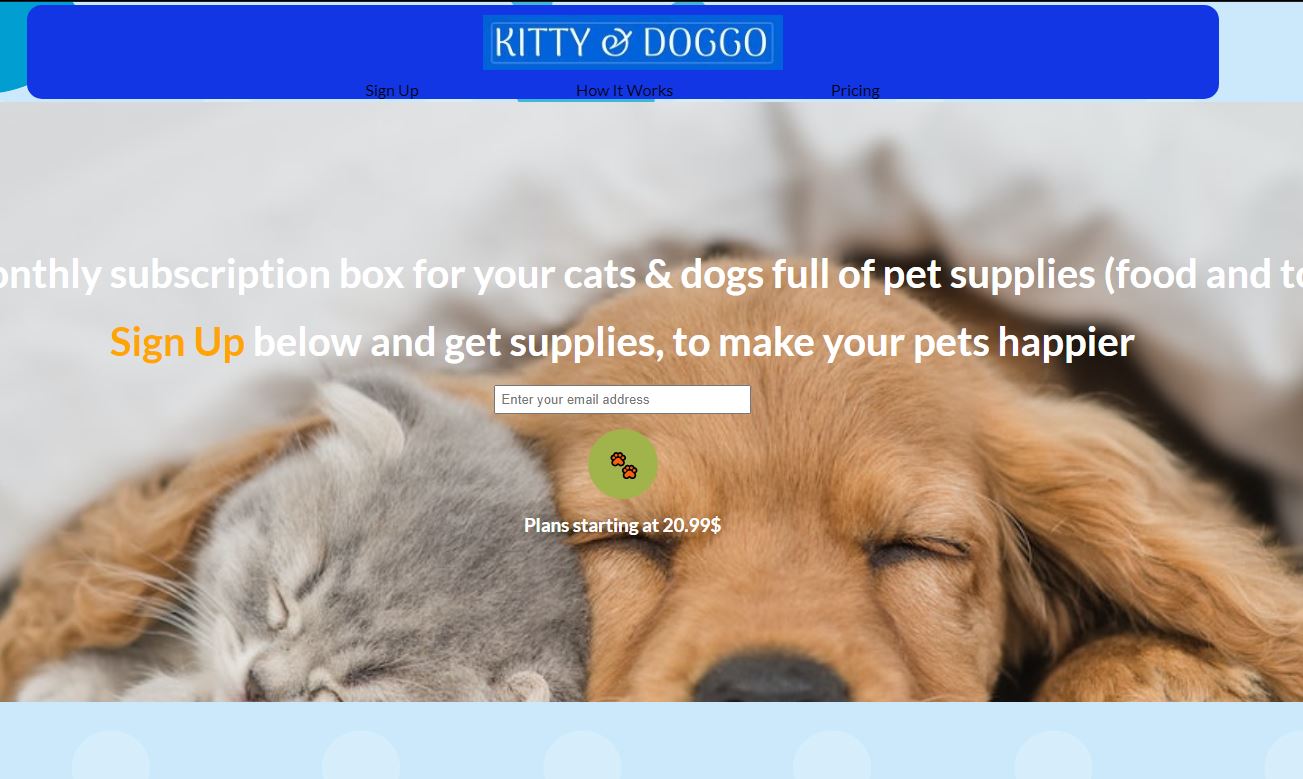 KITTY & DOGGO
Sign Up How It Works Pricing
subscription box for your cats & dogs full of pet supplies (food and
Sign Up below and get supplies, to make your pets happier
Enter your email address
Plans starting at 20.99$